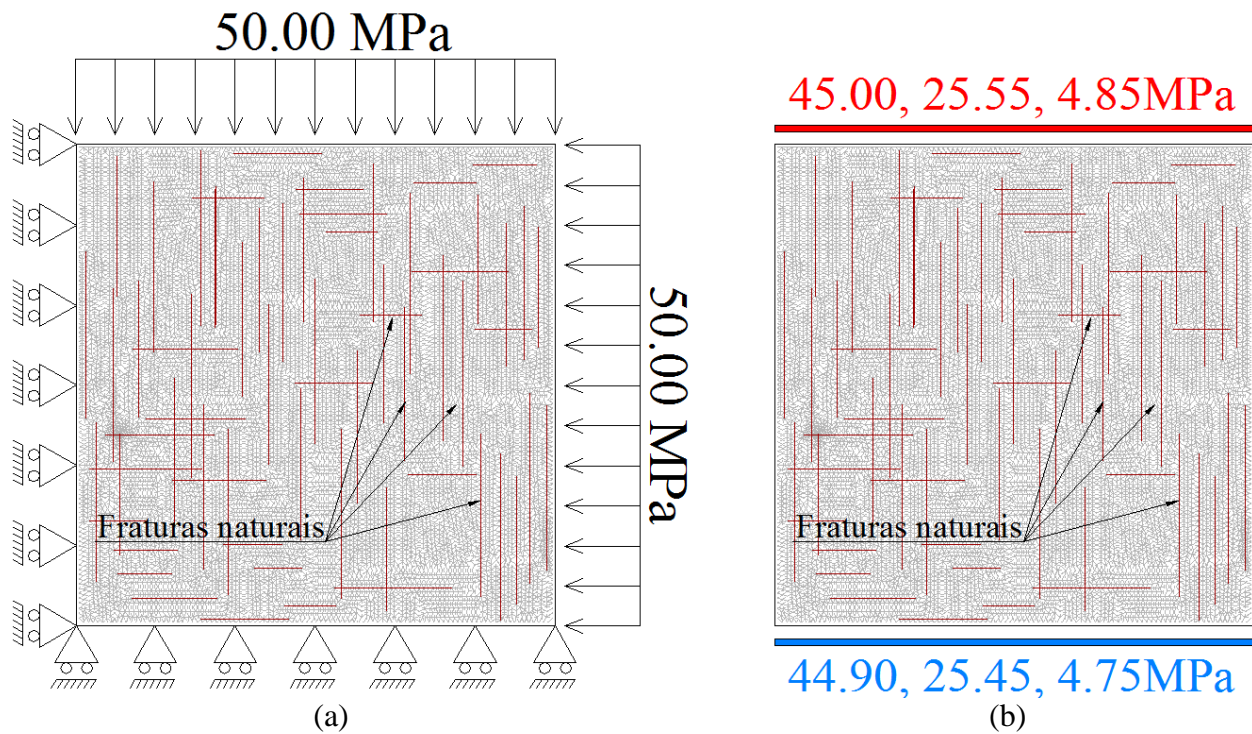 50.00 MPa
50.00 MPa
Fraturas naturais
(a)
45.00, 25.55, 4.85MPa
Fraturas naturais
44.90, 25.45, 4.75MPa
(b)